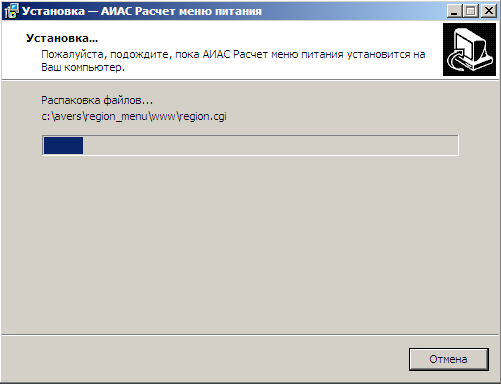 Установка — АИАС Расчет меню питания
Установка...
Пожалуйста, подождите, пока АИАС Расчет меню питания установится на
Ваш компьютер.
Распаковка файлов...
c:\avers\region_menu\www\region.cgi
Отмена